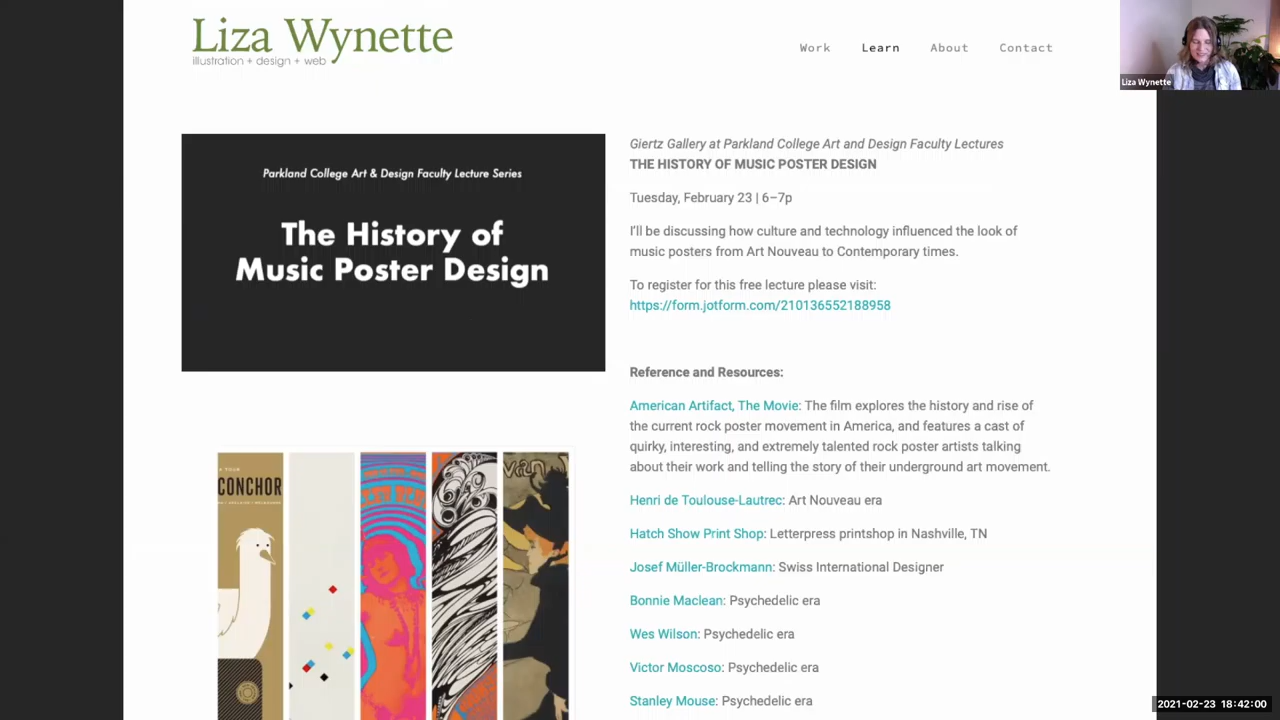 Liza Wynette
illustration + design + web
Work Learn About Contact
Liza Wynette
Parkland College Art & Design Faculty Lecture Series
The History of
Music Poster Design
Giertz Gallery at Parkland College Art and Design Faculty Lectures
THE HISTORY OF MUSIC POSTER DESIGN
Tuesday, February 23 | 6–7p
I'll be discussing how culture and technology influenced the look of
music posters from Art Nouveau to Contemporary times.
To register for this free lecture please visit:
https://form.jotform.com/210136552188958
Reference and Resources:
American Artifact, The Movie: The film explores the history and rise of
the current rock poster movement in America, and features a cast of
quirky, interesting, and extremely talented rock poster artists talking
about their work and telling the story of their underground art movement.
Henri de Toulouse-Lautrec: Art Nouveau era
Hatch Show Print Shop: Letterpress printshop in Nashville, TN
Josef Müller-Brockmann: Swiss International Designer
Bonnie Maclean: Psychedelic era
Wes Wilson: Psychedelic era
Victor Moscoso: Psychedelic era
Stanley Mouse: Psychedelic era
CONCHOR
2021-02-23 18:42:00